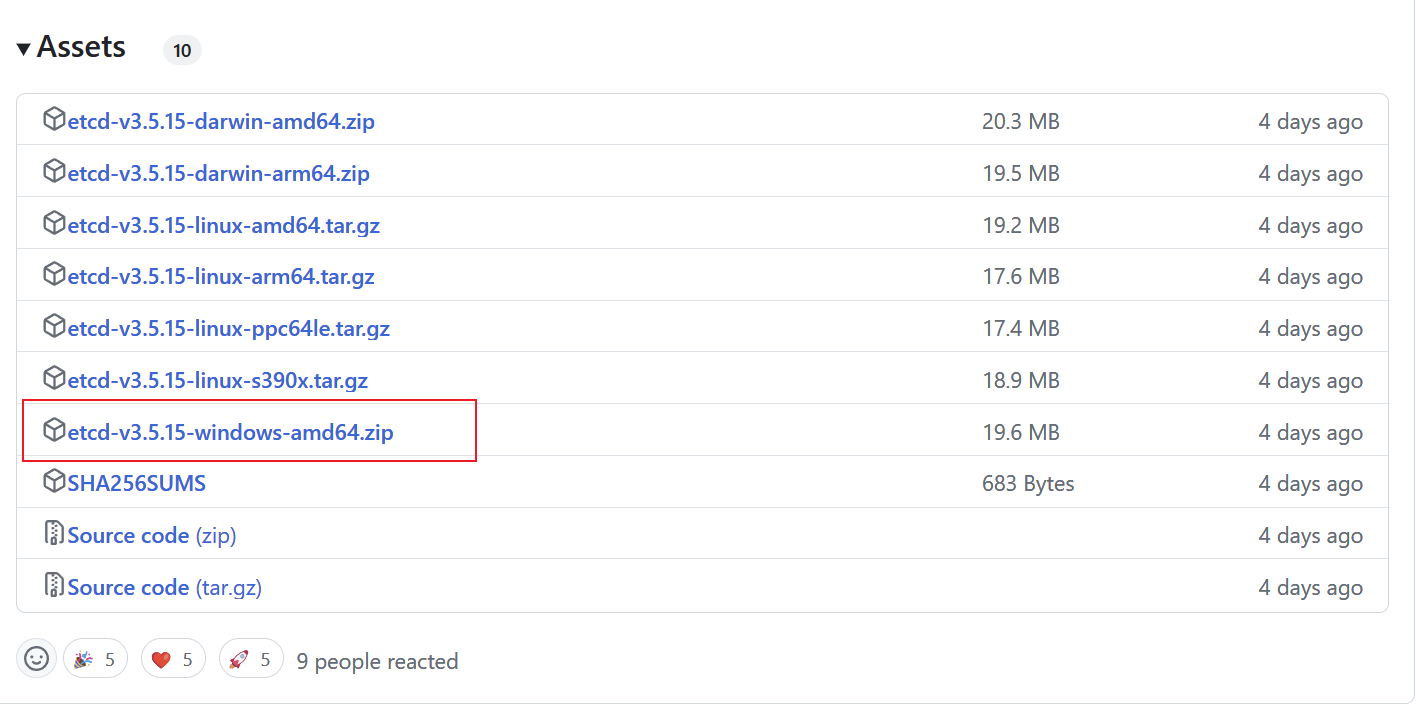 Assets 10
etcd-v3.5.15-darwin-amd64.zip 20.3 MB 4 days ago
etcd-v3.5.15-darwin-arm64.zip 19.5 MB 4 days ago
etcd-v3.5.15-linux-amd64.tar.gz 19.2 MB 4 days ago
etcd-v3.5.15-linux-arm64.tar.gz 17.6 MB 4 days ago
etcd-v3.5.15-linux-ppc64le.tar.gz 17.4 MB 4 days ago
etcd-v3.5.15-linux-s390x.tar.gz 18.9 MB 4 days ago
etcd-v3.5.15-windows-amd64.zip 19.6 MB 4 days ago
SHA256SUMS 683 Bytes 4 days ago
Source code (zip) 4 days ago
Source code (tar.gz) 4 days ago
5 5 5 9 people reacted